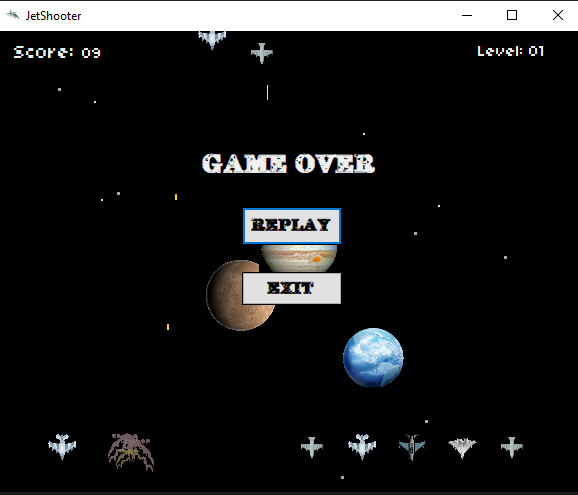 JetShooter
Score: 09
Level: 01
GAME OVER
REPLAY
EXIT